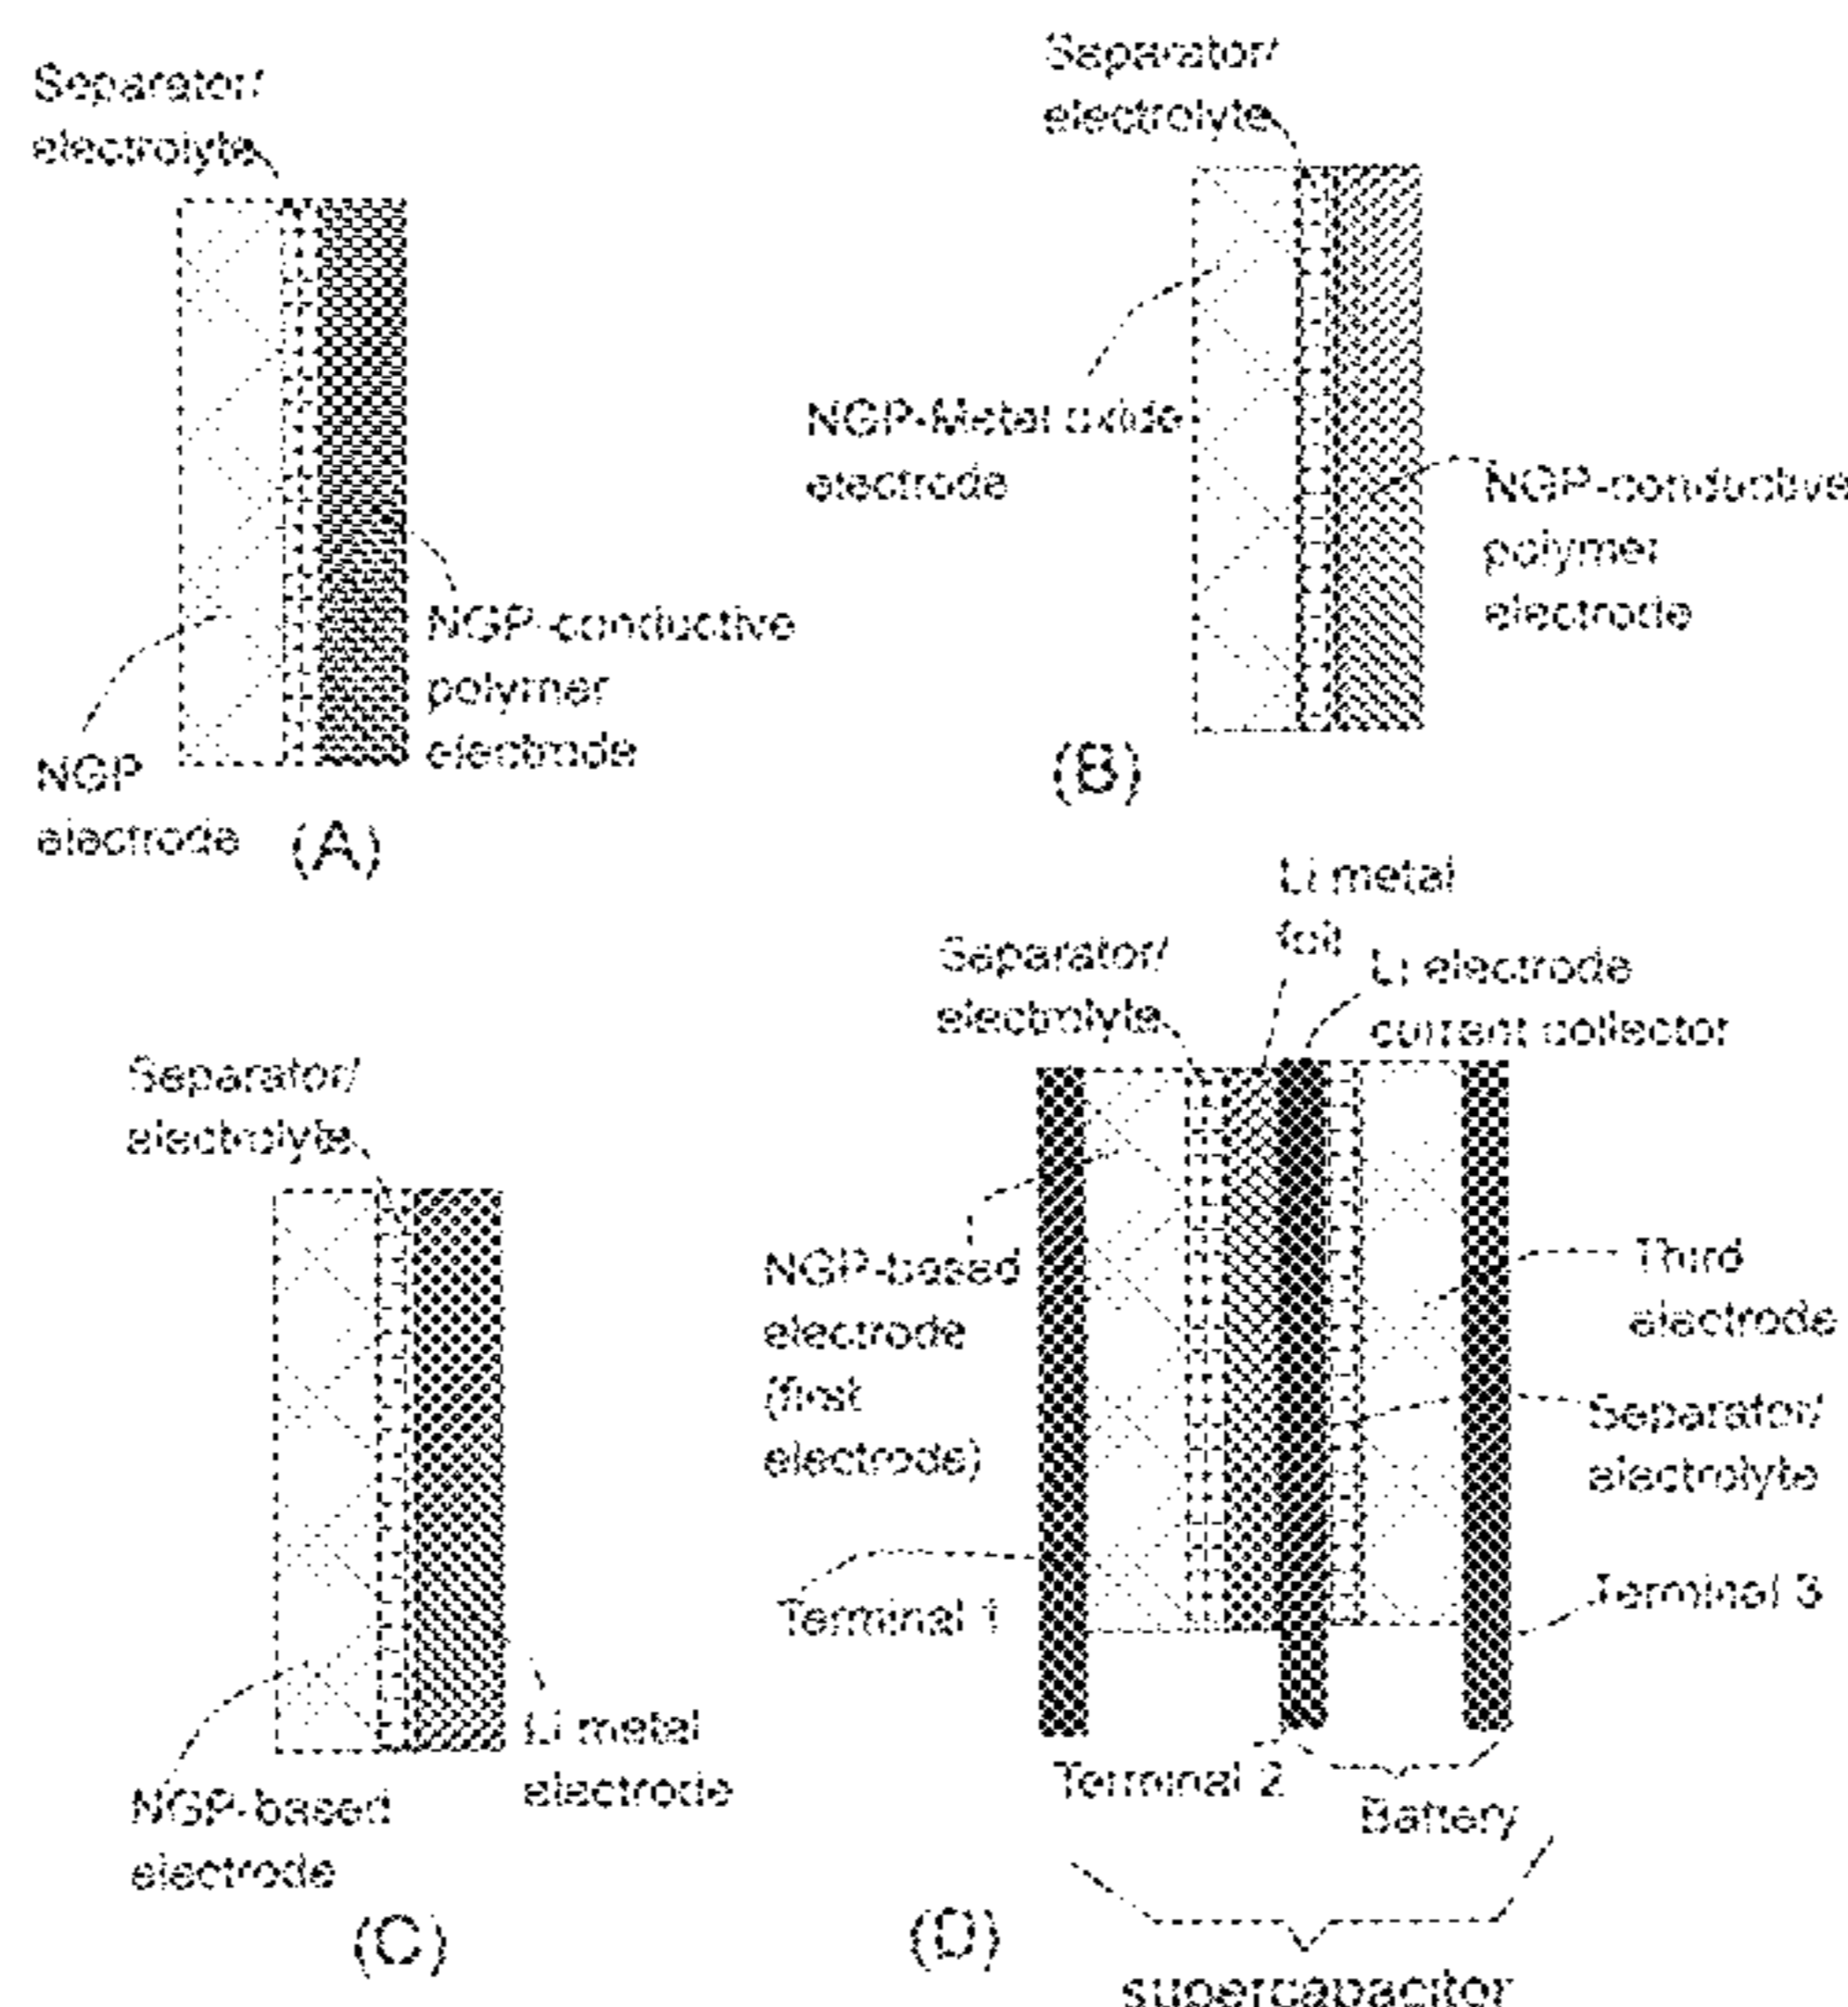 Separator/
electrolyte
NGP-conductive
polymer
electrode
NGP
electrode
(A)
Separator/
electrolyte
NGP-Metal oxide
electrode
NGP-conductive
polymer
electrode
(B)
Separator/
electrolyte
Li metal
electrode
NGP-based
electrode
(C)
Li metal
foil
Separator/
electrolyte
Li electrode
current collector
NGP-based
electrode
(first
electrode)
Third
electrode
Separator/
electrolyte
Terminal 1
Terminal 3
Terminal 2
Battery
(D)
supercapacitor